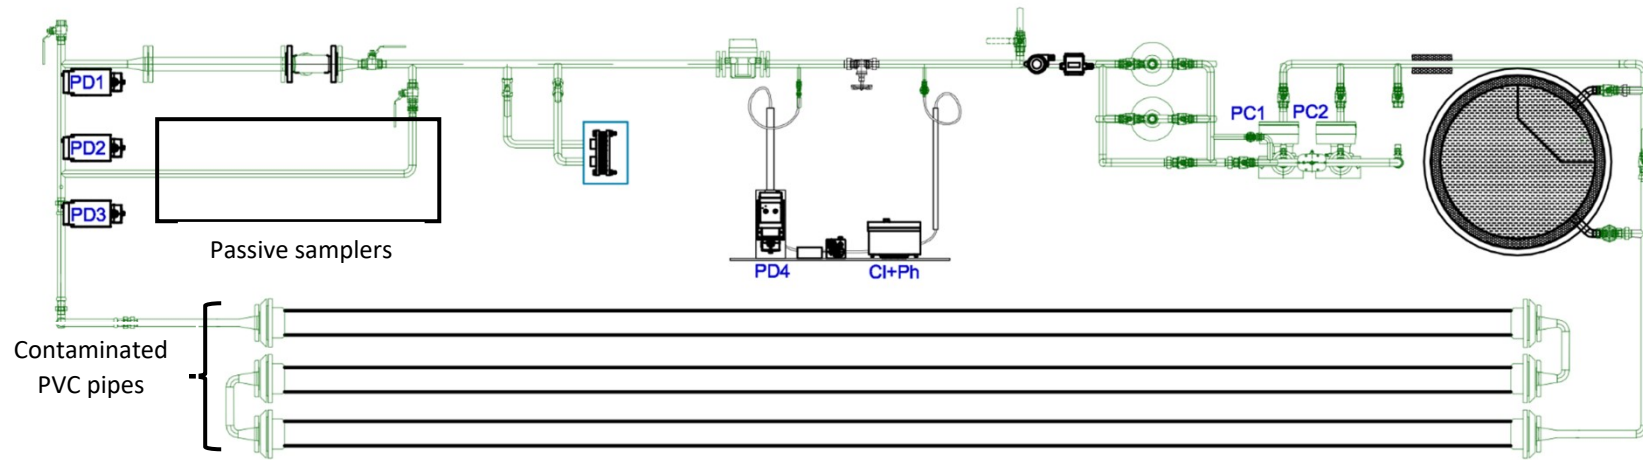 PD1
PC1
PC2
PD2
PD3
Passive samplers
PD4
Cl+Ph
Contaminated
PVC pipes